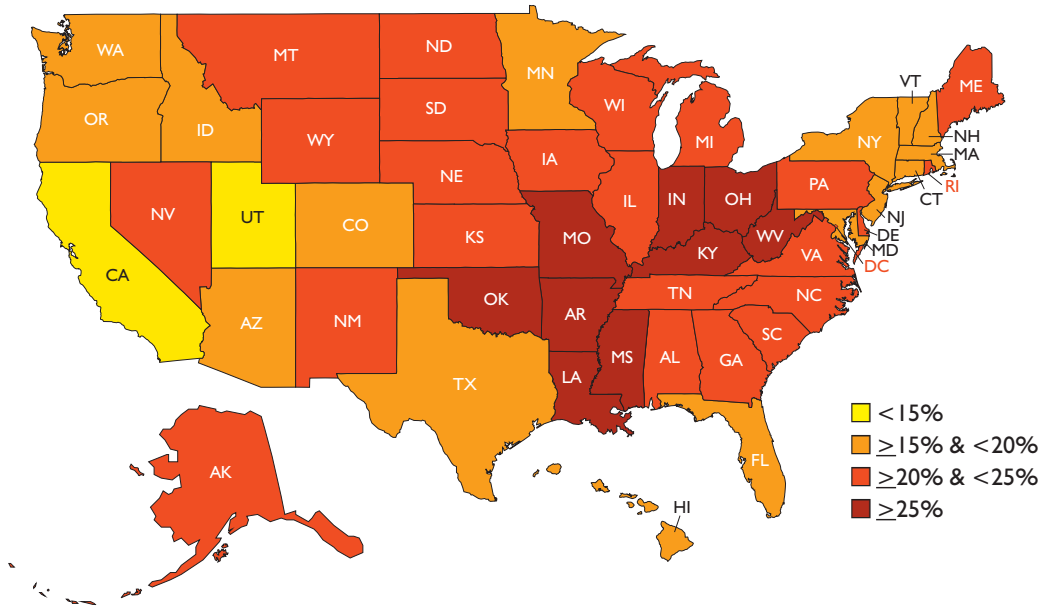 WA
MT
ND
MN
VT
ME
OR
ID
WY
SD
WI
MI
NY
NH
MA
RI
CT
NV
UT
CO
NE
IA
IL
IN
OH
PA
NJ
DE
MD
DC
CA
KS
MO
KY
WV
VA
AZ
NM
OK
AR
TN
NC
SC
TX
LA
MS
AL
GA
FL
AK
HI
<15%
≥15% & <20%
≥20% & <25%
≥25%